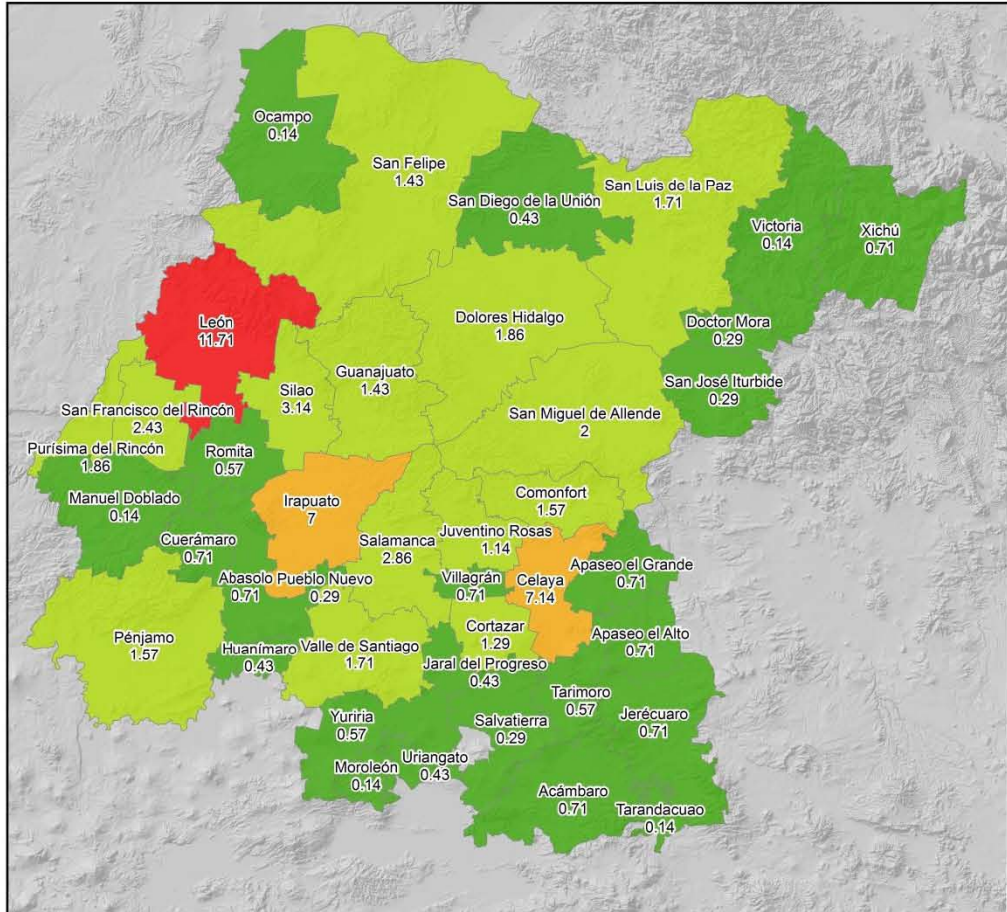 Ocampo
0.14
San Felipe
1.43
San Diego de la Unión
0.43
San Luis de la Paz
1.71
Victoria
0.14
Xichú
0.71
León
11.71
Dolores Hidalgo
1.86
Doctor Mora
0.29
Guanajuato
1.43
Silao
3.14
San José Iturbide
0.29
San Francisco del Rincón
2.43
San Miguel de Allende
2
Purísima del Rincón
1.86
Romita
0.57
Manuel Doblado
0.14
Irapuato
7
Comonfort
1.57
Cuerámaro
0.71
Salamanca
2.86
Juventino Rosas
1.14
Apaseo el Grande
0.71
Abasolo
0.71
Pueblo Nuevo
0.29
Villagrán
0.71
Celaya
7.14
Pénjamo
1.57
Huanímaro
0.43
Valle de Santiago
1.71
Cortazar
1.29
Apaseo el Alto
0.71
Jaral del Progreso
0.43
Tarimoro
0.57
Yuriria
0.57
Salvatierra
0.29
Jerécuaro
0.71
Uriangato
0.43
Moroleón
0.14
Acámbaro
0.71
Tarandacuao
0.14